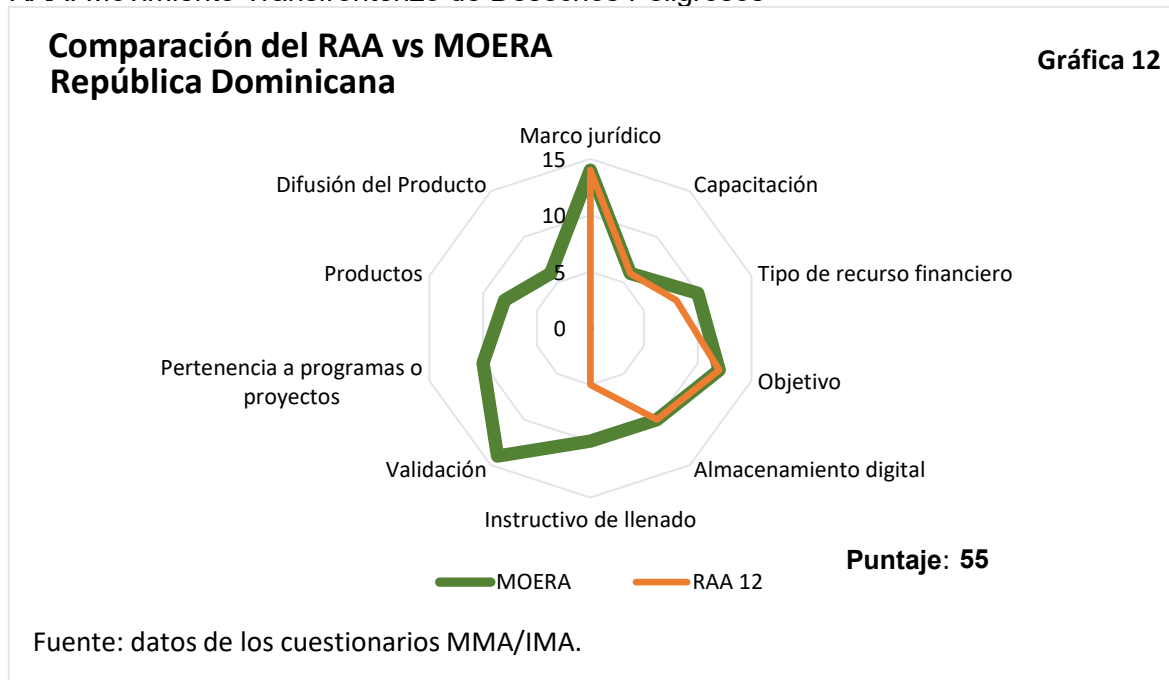 Comparación del RAA vs MOERA
República Dominicana
Gráfica 12
Marco jurídico
15
Difusión del Producto
Capacitación
10
Productos
5
Tipo de recurso financiero
0
Pertenencia a programas o
proyectos
Objetivo
Validación
Almacenamiento digital
Instructivo de llenado
Puntaje: 55
MOERA
RAA 12
Fuente: datos de los cuestionarios MMA/IMA.